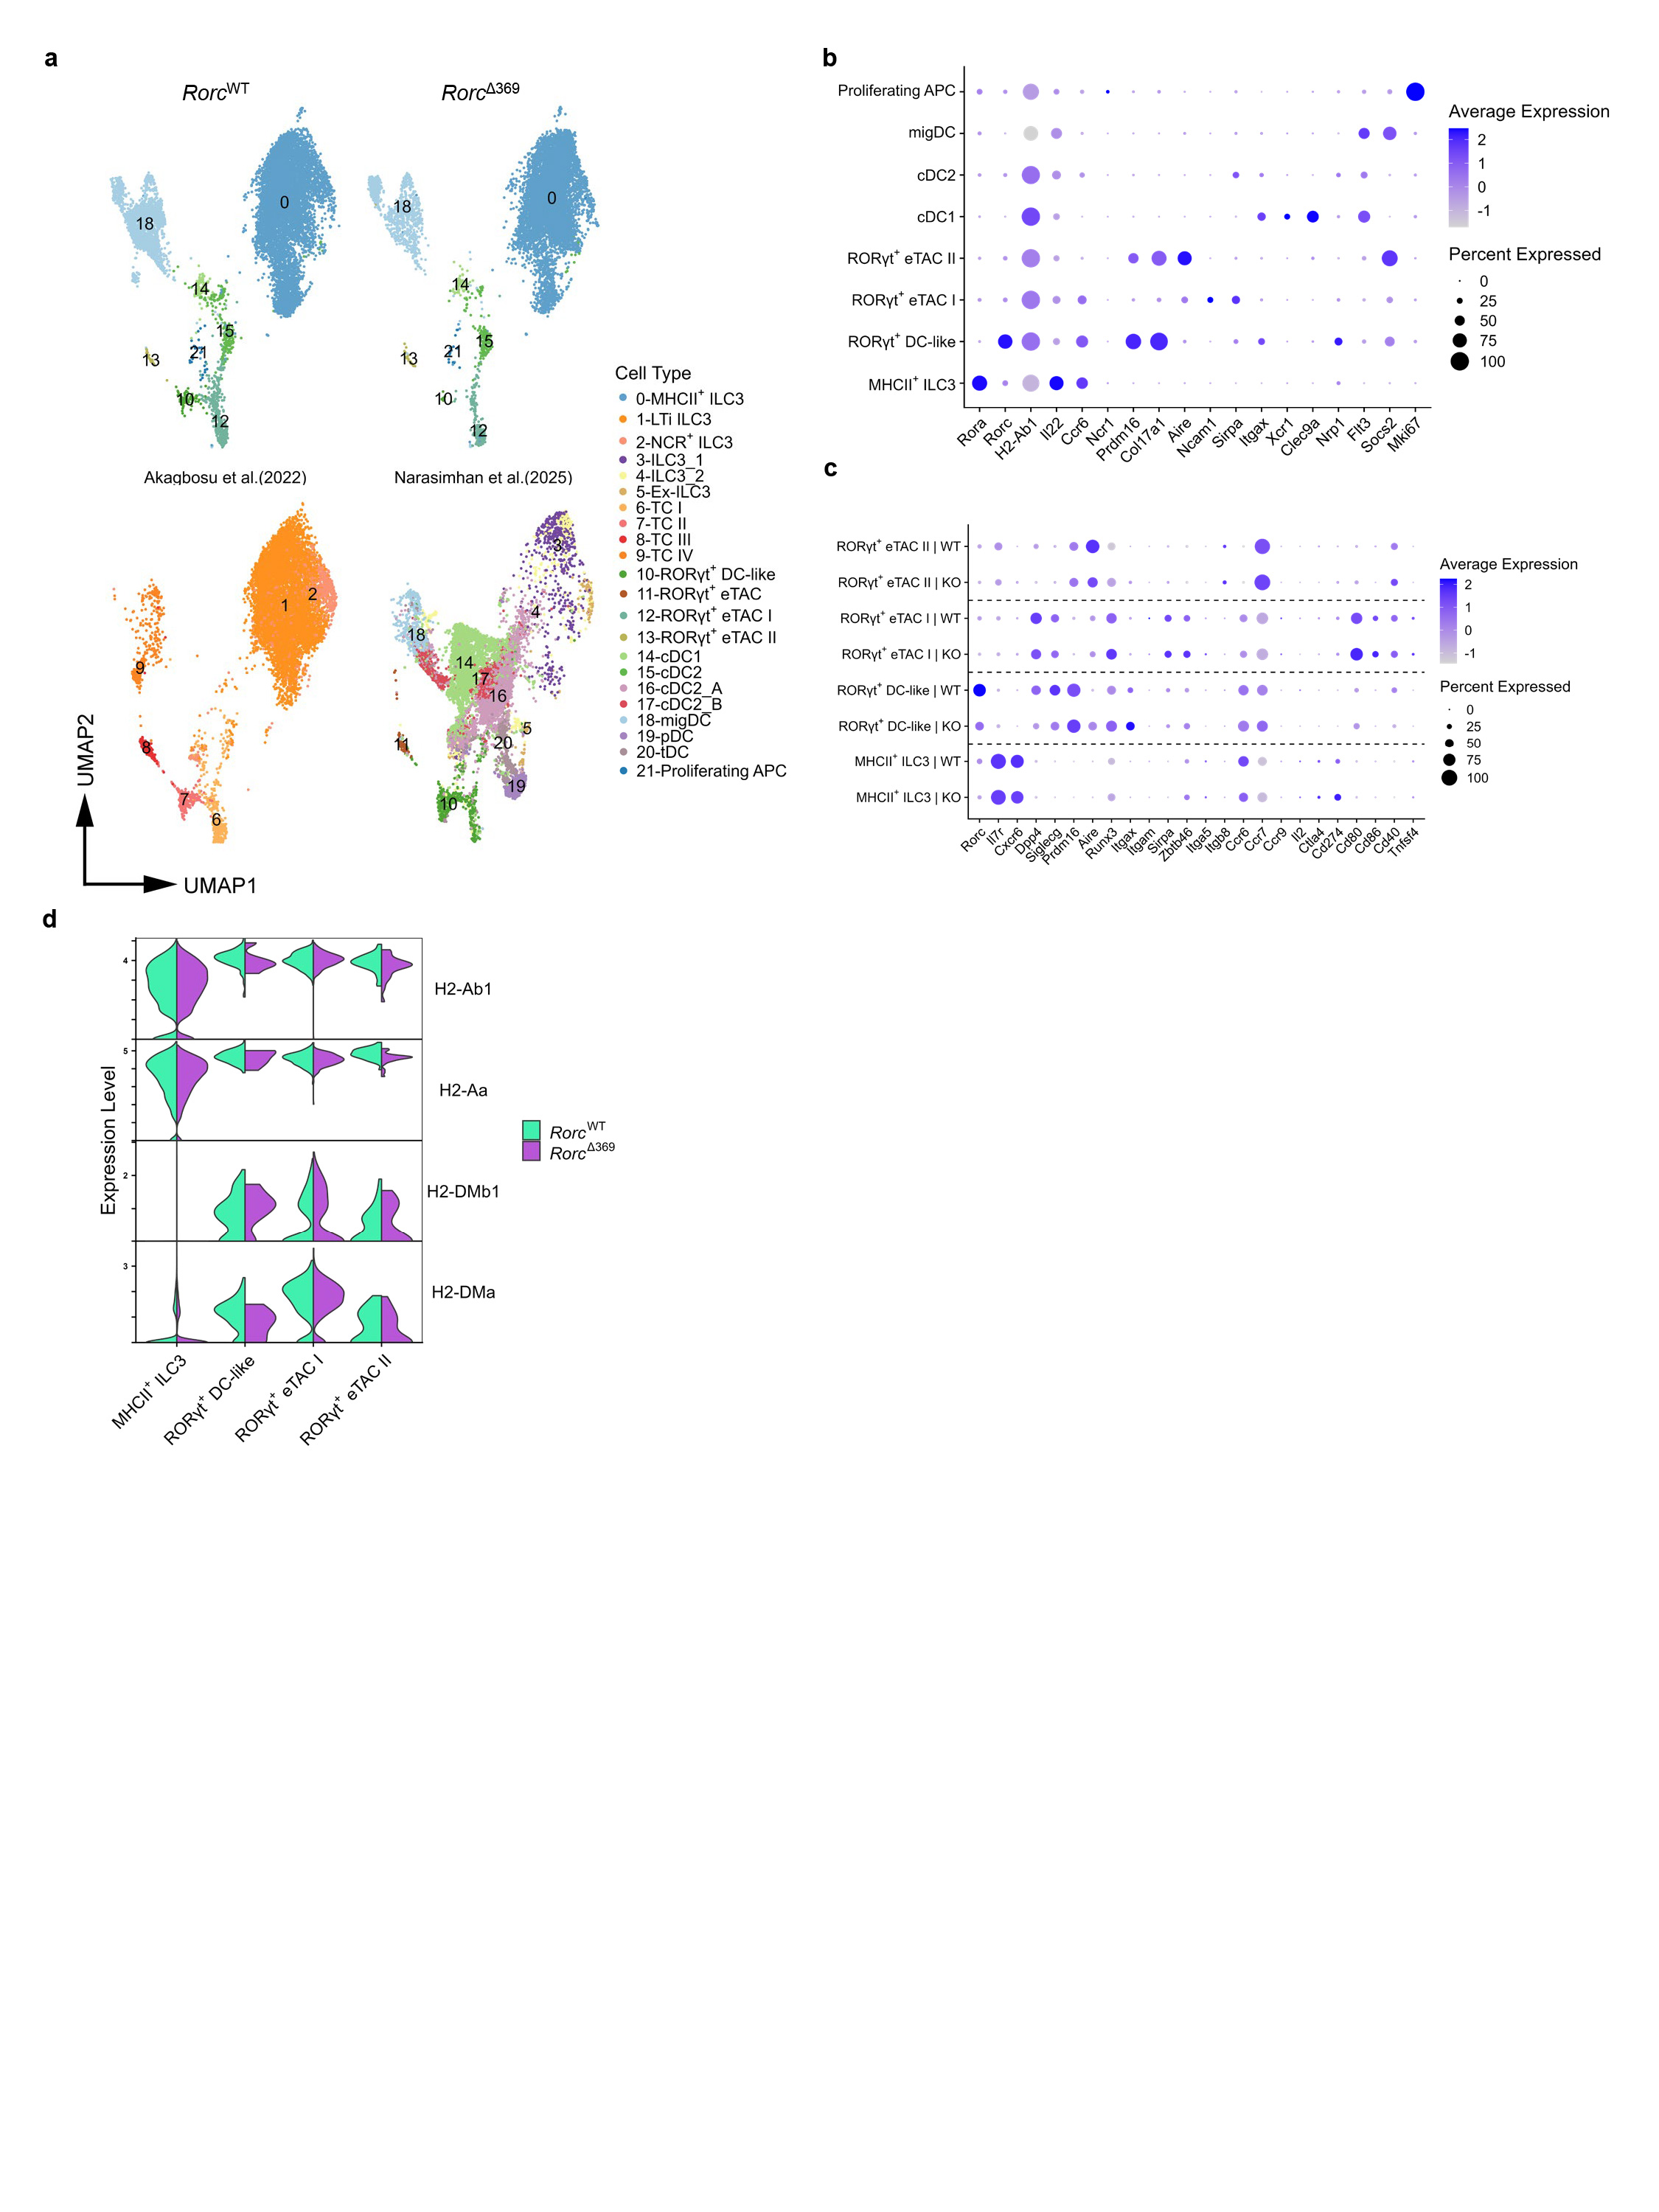 a
Rorc^WT
Rorc^Δ369
0
18
14
15
21
13
10
12
0
18
14
15
21
13
10
12
Akagbosu et al.(2022)
Narasimhan et al.(2025)
1
2
9
8
7
6
3
4
18
14
17
16
5
11
20
19
10
UMAP2
UMAP1
Cell Type
0-MHCII⁺ ILC3
1-LTi ILC3
2-NCR⁺ ILC3
3-ILC3_1
4-ILC3_2
5-Ex-ILC3
6-TC I
7-TC II
8-TC III
9-TC IV
10-RORγt⁺ DC-like
11-RORγt⁺ eTAC
12-RORγt⁺ eTAC I
13-RORγt⁺ eTAC II
14-cDC1
15-cDC2
16-cDC2_A
17-cDC2_B
18-migDC
19-pDC
20-tDC
21-Proliferating APC
b
Proliferating APC
migDC
cDC2
cDC1
RORγt⁺ eTAC II
RORγt⁺ eTAC I
RORγt⁺ DC-like
MHCII⁺ ILC3
Rora
Rorc
H2-Ab1
Il22
Ccr6
Ncr1
Prdm16
Col17a1
Aire
Ncam1
Sirpa
Itgax
Xcr1
Clec9a
Nrp1
Flt3
Socs2
Mki67
Average Expression
2
1
0
-1
Percent Expressed
0
25
50
75
100
c
RORγt⁺ eTAC II | WT
RORγt⁺ eTAC II | KO
RORγt⁺ eTAC I | WT
RORγt⁺ eTAC I | KO
RORγt⁺ DC-like | WT
RORγt⁺ DC-like | KO
MHCII⁺ ILC3 | WT
MHCII⁺ ILC3 | KO
Rorc
Il7r
Cxcr6
Dpp4
Siglecg
Prdm16
Aire
Runx3
Itgax
Itgam
Sirpa
Zbtb46
Itga5
Itgb8
Ccr6
Ccr7
Ccr9
Il2
Ctla4
Cd274
Cd80
Cd86
Cd40
Tnfsf4
Average Expression
2
1
0
-1
Percent Expressed
0
25
50
75
100
d
Expression Level
4
H2-Ab1
5
H2-Aa
2
H2-DMb1
3
H2-DMa
MHCII⁺ ILC3
RORγt⁺ DC-like
RORγt⁺ eTAC I
RORγt⁺ eTAC II
Rorc^WT
Rorc^Δ369